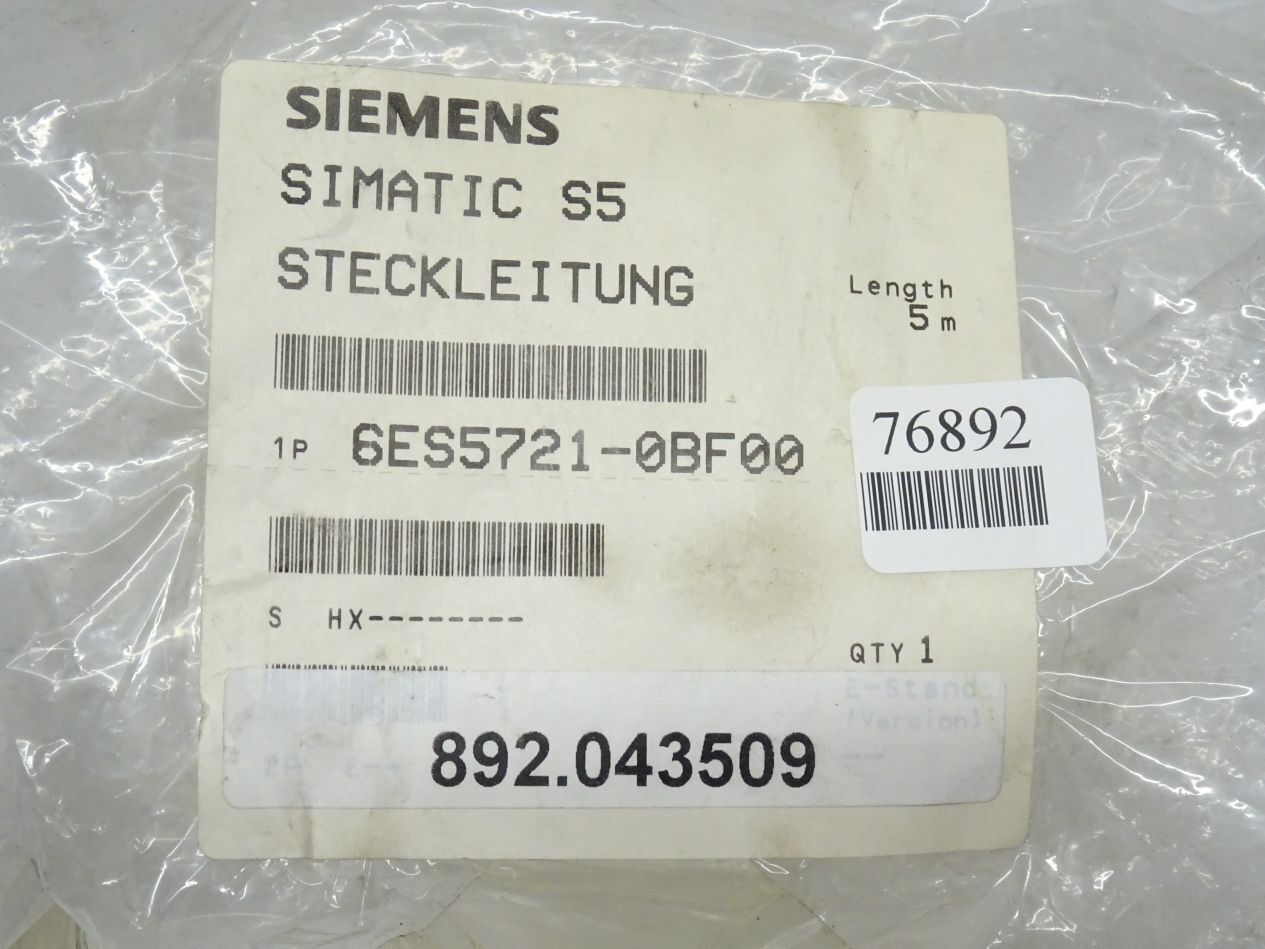 SIEMENS
SIMATIC S5
STECKLEITUNG
Length
5 m
76892
1P 6ES5721-0BF00
S HX--------
QTY 1
E-Stand
(Version)
--
892.043509